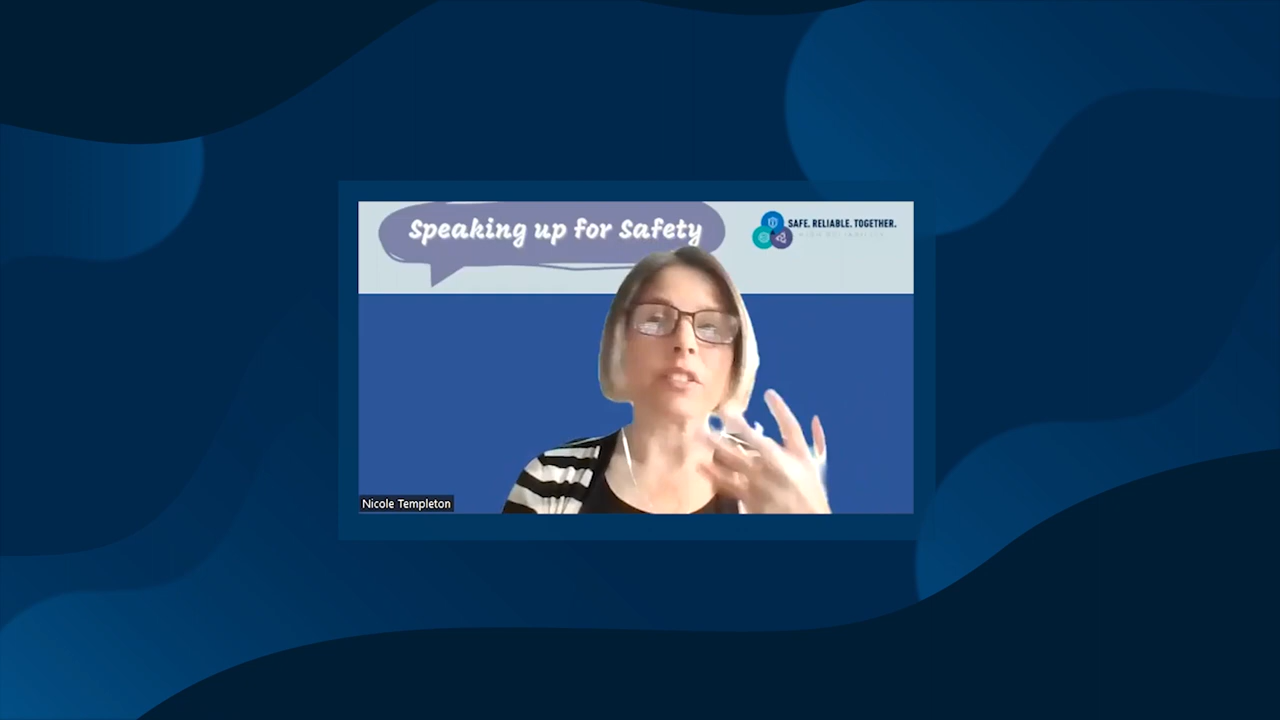 Speaking up for Safety
SAFE. RELIABLE. TOGETHER.
Nicole Templeton